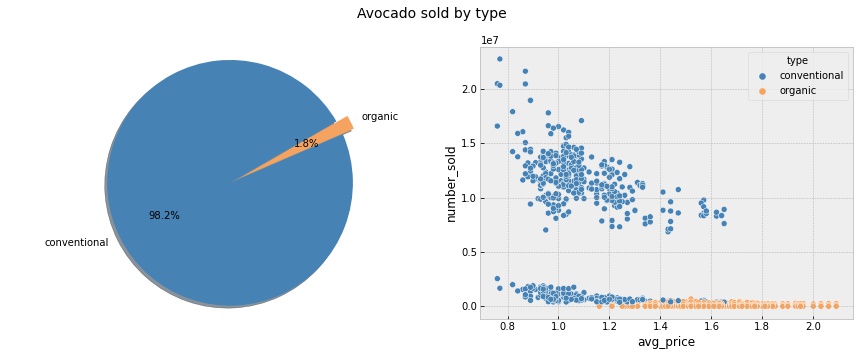 Avocado sold by type
organic
1.8%
98.2%
conventional
1e7
2.0
1.5
1.0
0.5
0.0
number_sold
type
conventional
organic
0.8 1.0 1.2 1.4 1.6 1.8 2.0
avg_price